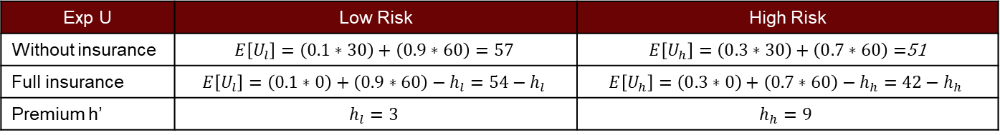 Exp U Low Risk High Risk
Without insurance E[U_l] = (0.1 * 30) + (0.9 * 60) = 57 E[U_h] = (0.3 * 30) + (0.7 * 60) =51
Full insurance E[U_l] = (0.1 * 0) + (0.9 * 60) − h_l = 54 − h_l E[U_h] = (0.3 * 0) + (0.7 * 60) − h_h = 42 − h_h
Premium h’ h_l = 3 h_h = 9